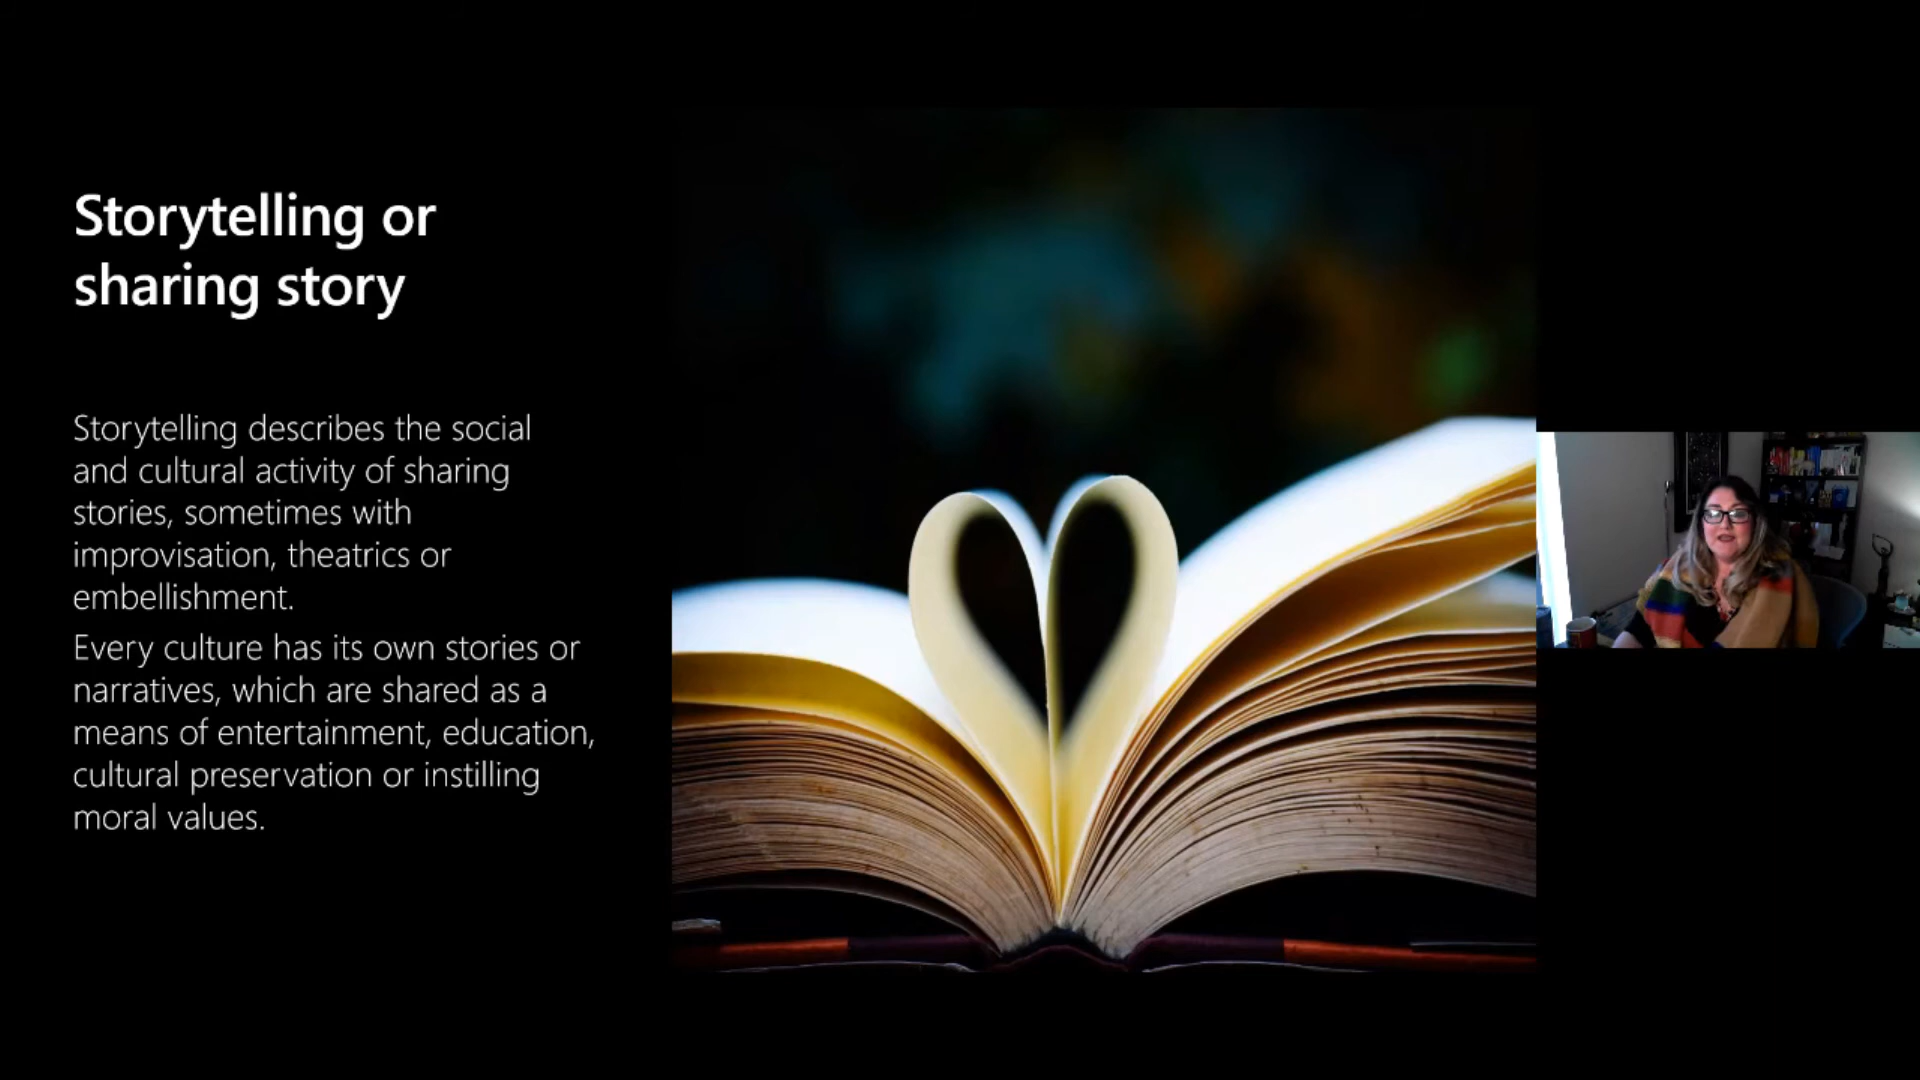 Storytelling or
sharing story
Storytelling describes the social
and cultural activity of sharing
stories, sometimes with
improvisation, theatrics or
embellishment.
Every culture has its own stories or
narratives, which are shared as a
means of entertainment, education,
cultural preservation or instilling
moral values.